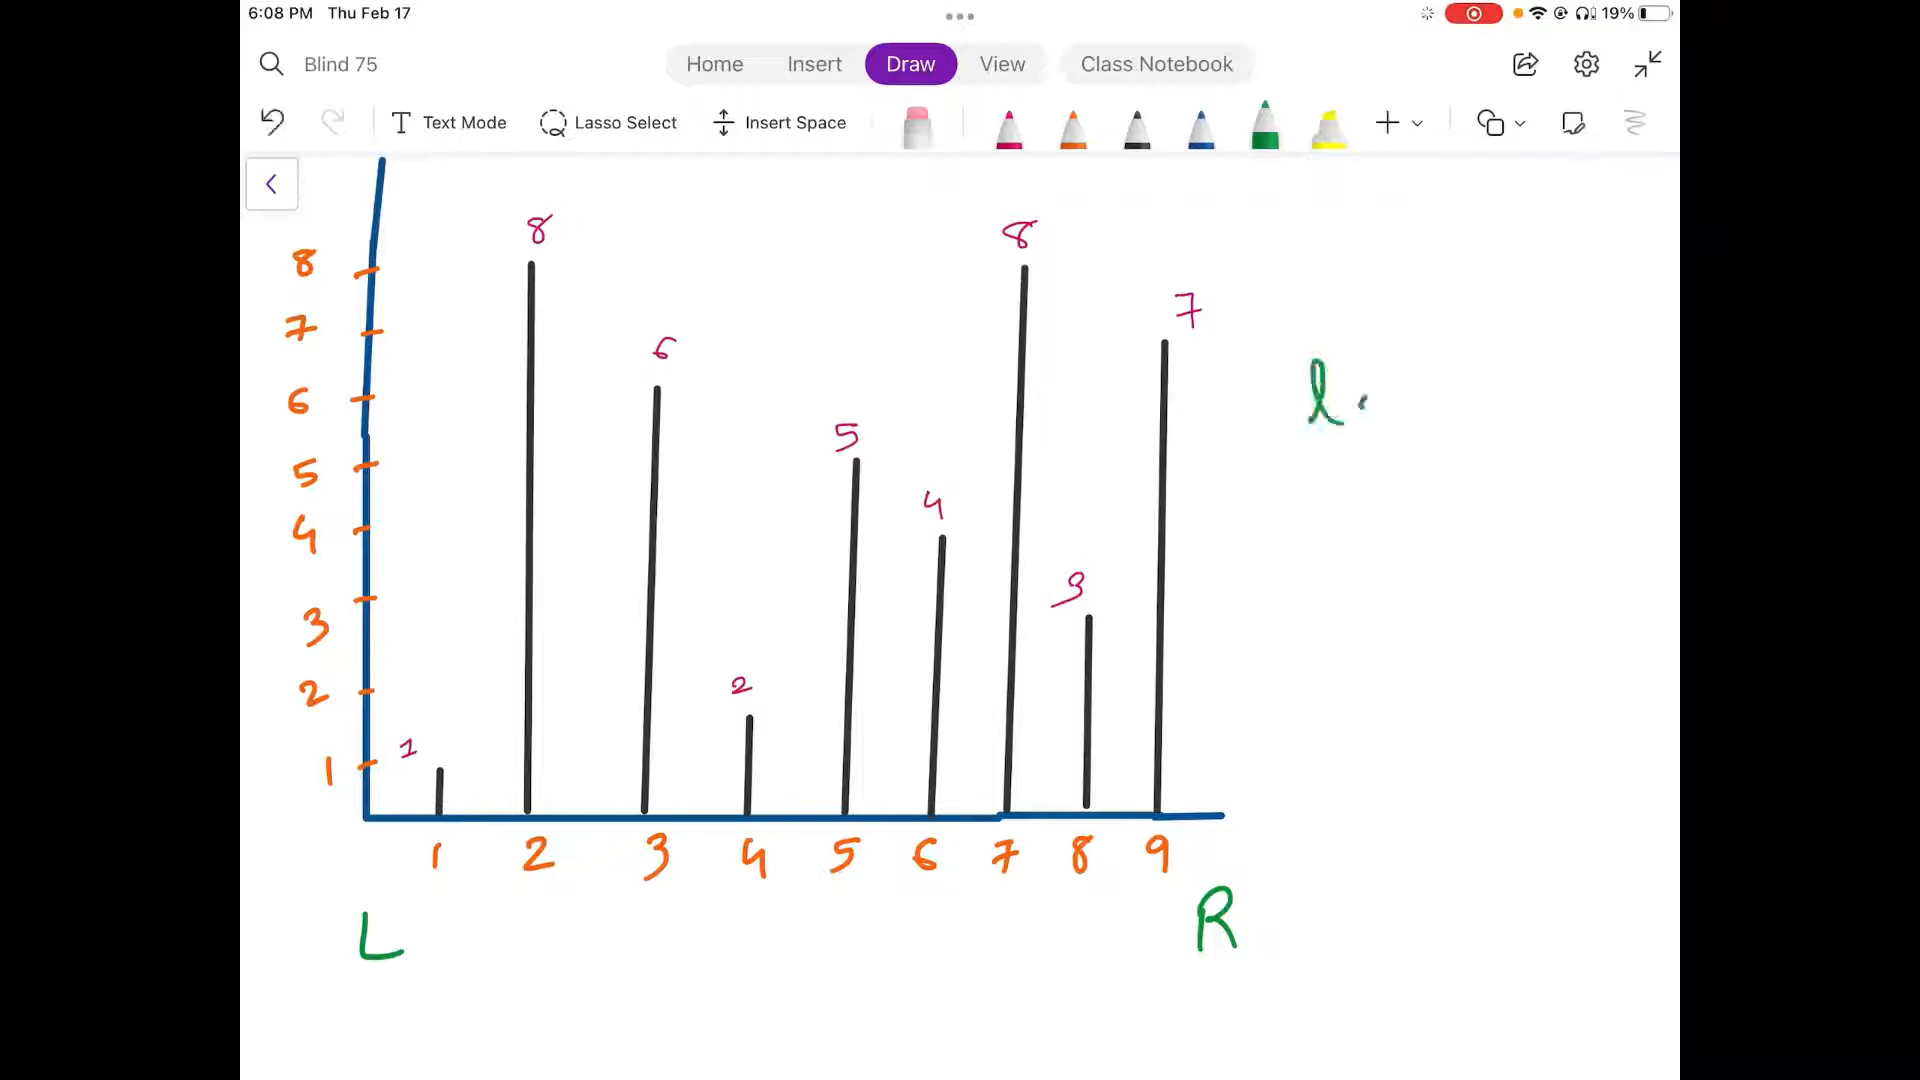 6:08 PM Thu Feb 17
19%
Blind 75
Home Insert Draw View Class Notebook
T Text Mode Lasso Select Insert Space
8
8
8
7
7
6
6
5
5
4
4
3
3
2
2
1
1
1 2 3 4 5 6 7 8 9
l
L
R